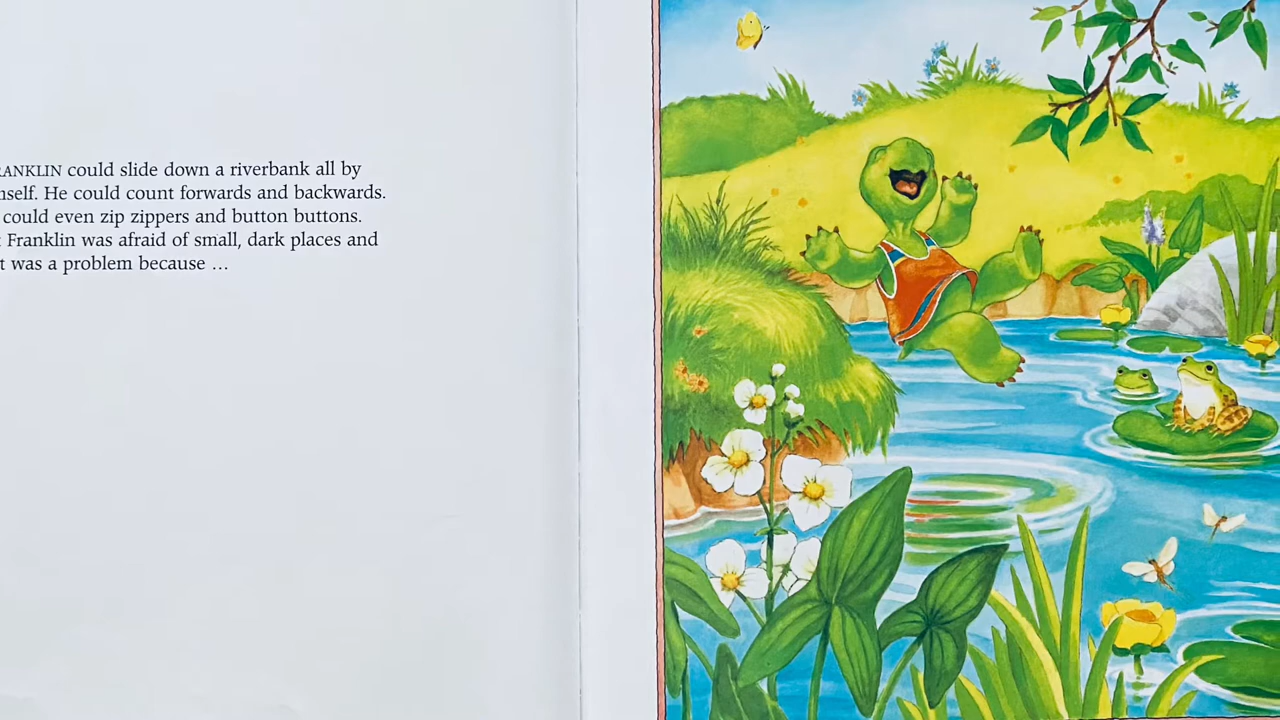 RANKLIN could slide down a riverbank all by
nself. He could count forwards and backwards.
could even zip zippers and button buttons.
t Franklin was afraid of small, dark places and
t was a problem because …